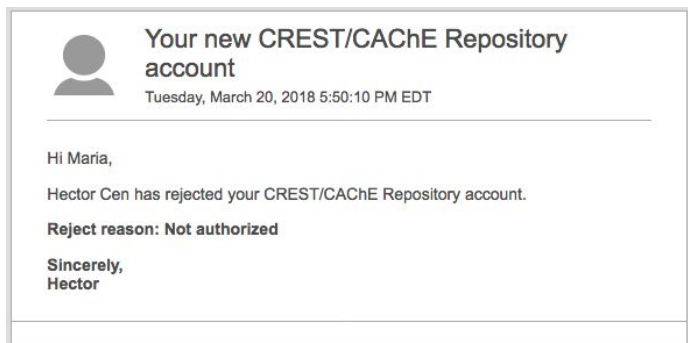 Your new CREST/CAChE Repository
account
Tuesday, March 20, 2018 5:50:10 PM EDT
Hi Maria,
Hector Cen has rejected your CREST/CAChE Repository account.
Reject reason: Not authorized
Sincerely,
Hector